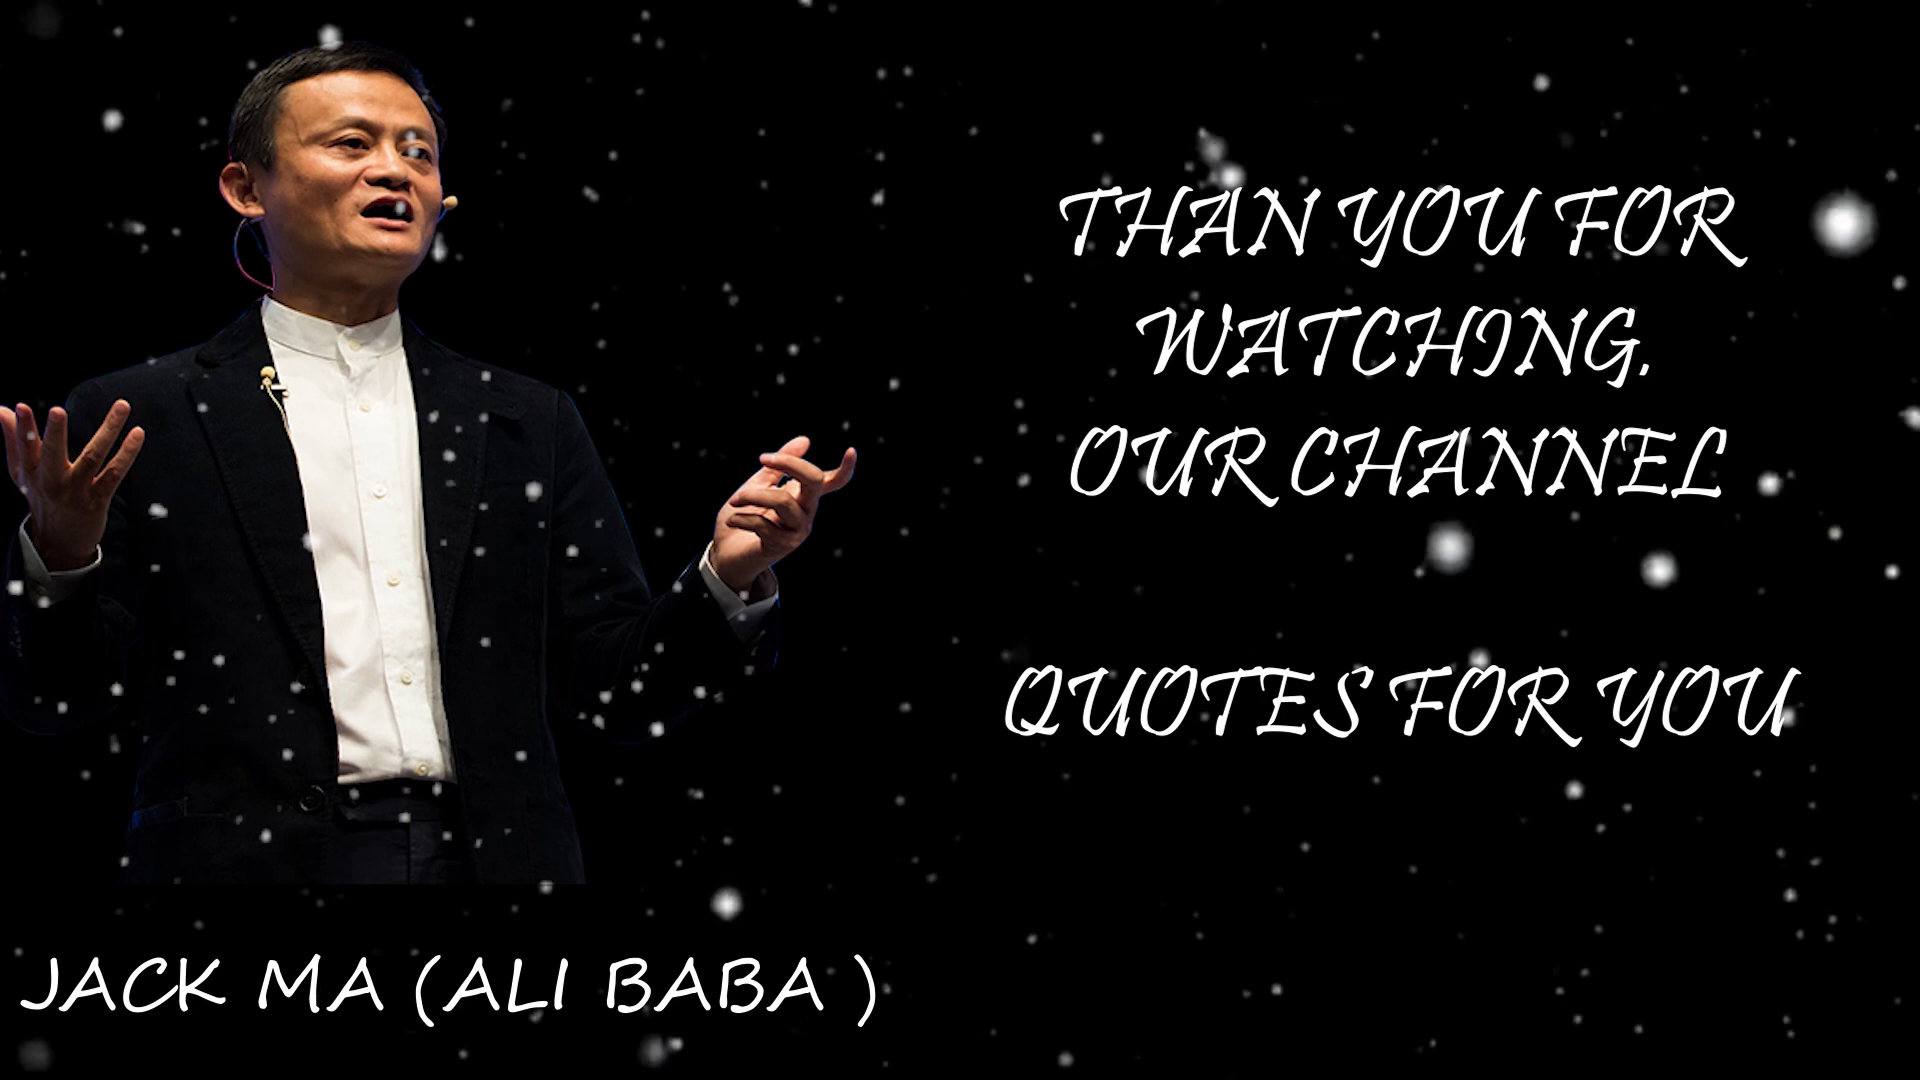 THAN YOU FOR
WATCHING,
OUR CHANNEL
QUOTES FOR YOU
JACK MA (ALI BABA )